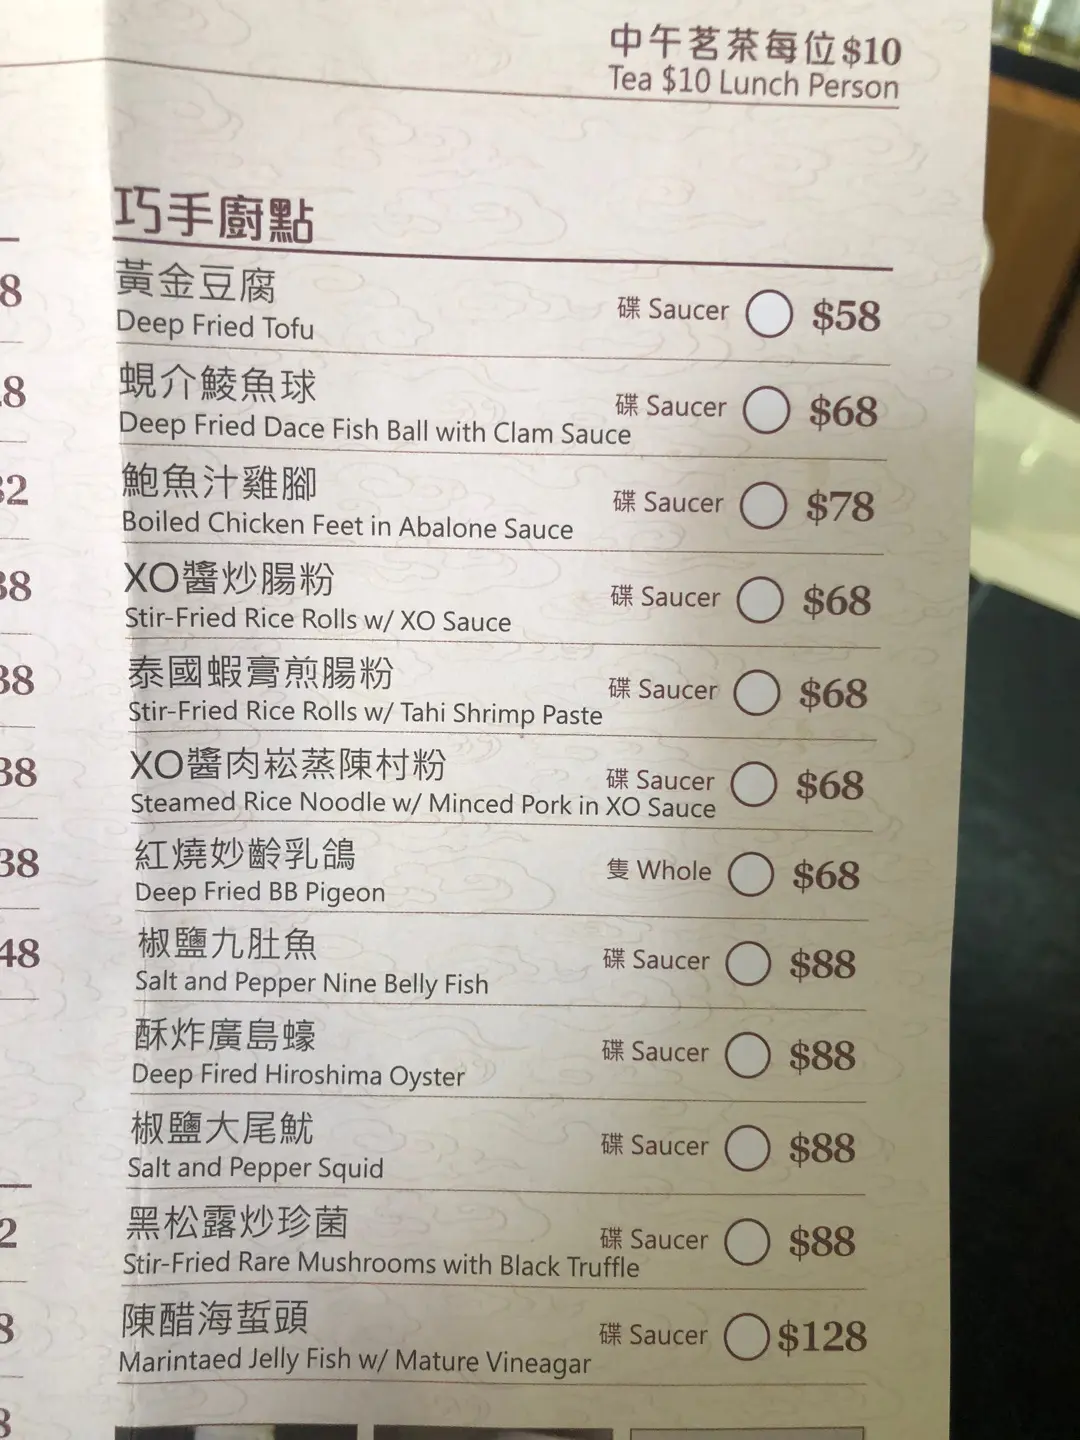 中午茗茶每位$10
Tea $10 Lunch Person
巧手廚點
黃金豆腐
Deep Fried Tofu
碟 Saucer $58
蜆介鯪魚球
Deep Fried Dace Fish Ball with Clam Sauce
碟 Saucer $68
鮑魚汁雞腳
Boiled Chicken Feet in Abalone Sauce
碟 Saucer $78
XO醬炒腸粉
Stir-Fried Rice Rolls w/ XO Sauce
碟 Saucer $68
泰國蝦膏煎腸粉
Stir-Fried Rice Rolls w/ Tahi Shrimp Paste
碟 Saucer $68
XO醬肉崧蒸陳村粉
Steamed Rice Noodle w/ Minced Pork in XO Sauce
碟 Saucer $68
紅燒妙齡乳鴿
Deep Fried BB Pigeon
隻 Whole $68
椒鹽九肚魚
Salt and Pepper Nine Belly Fish
碟 Saucer $88
酥炸廣島蠔
Deep Fired Hiroshima Oyster
碟 Saucer $88
椒鹽大尾魷
Salt and Pepper Squid
碟 Saucer $88
黑松露炒珍菌
Stir-Fried Rare Mushrooms with Black Truffle
碟 Saucer $88
陳醋海蜇頭
Marintaed Jelly Fish w/ Mature Vineagar
碟 Saucer $128